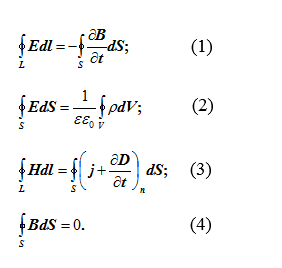 ∮_L Edl = −∮_S ∂B/∂t dS; (1)
∮_S EdS = 1/εε₀ ∮_V ρdV; (2)
∮_L Hdl = ∮_S (j + ∂D/∂t)_n dS; (3)
∮_S BdS = 0. (4)